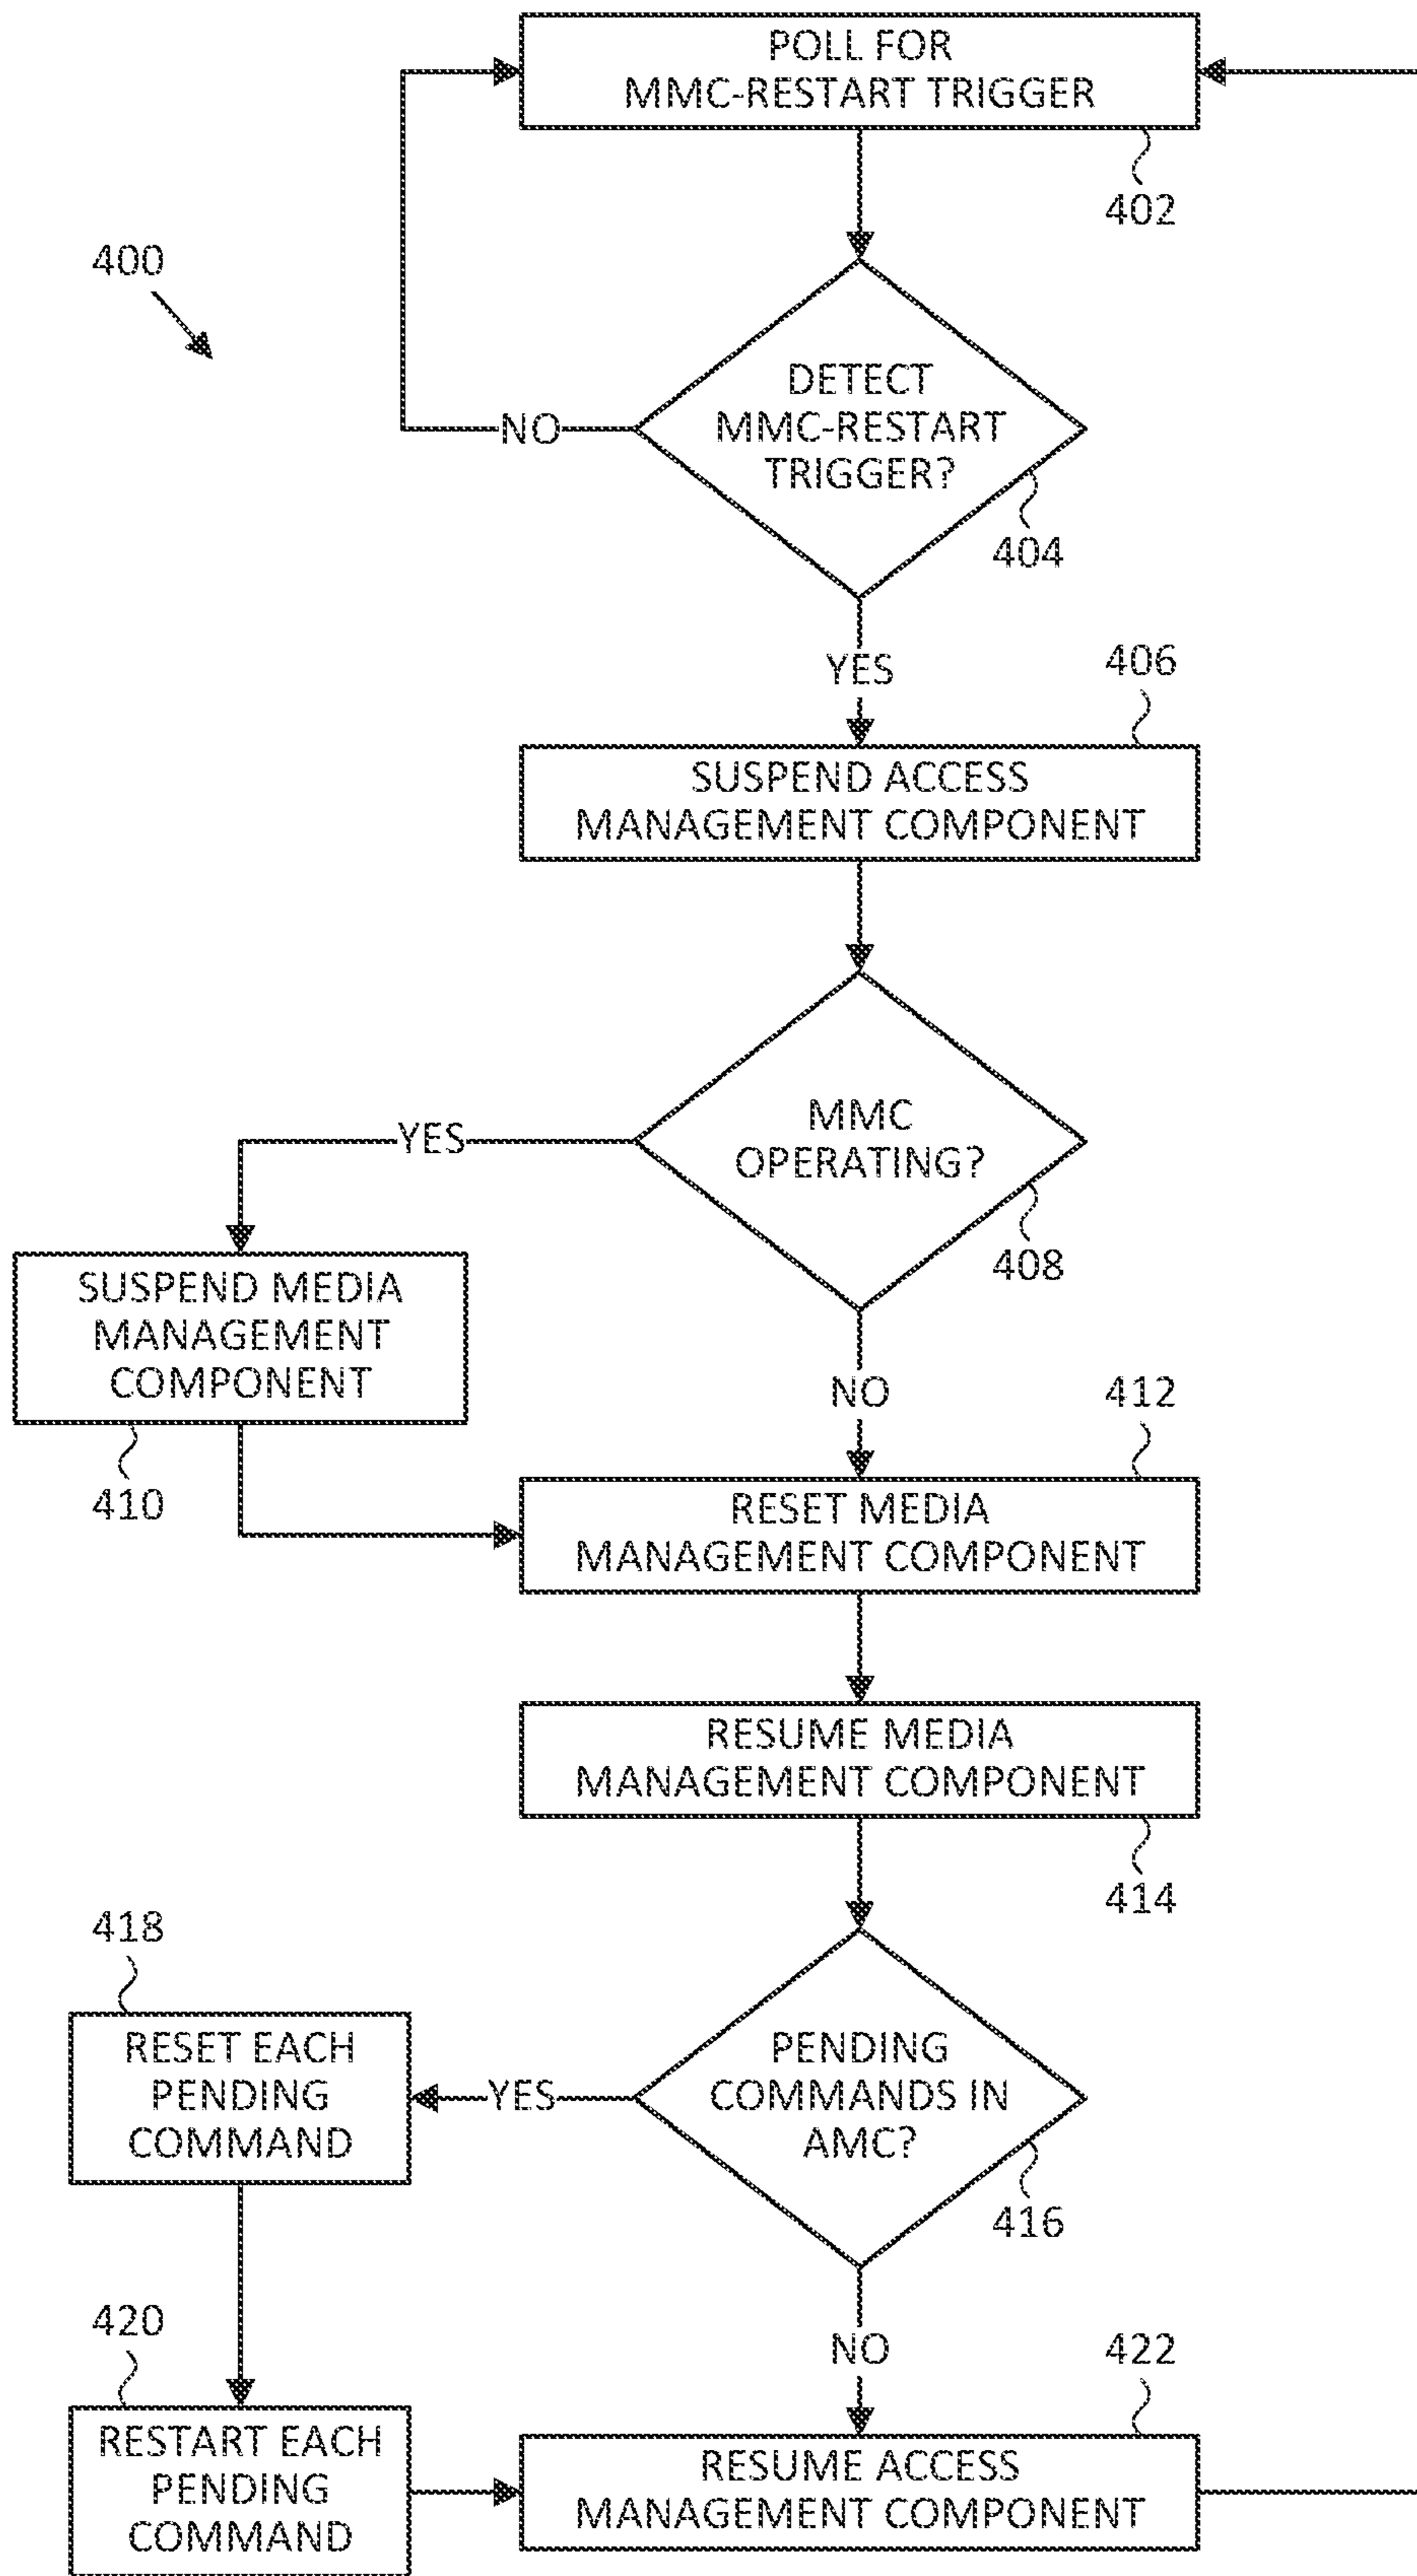 POLL FOR
MMC-RESTART TRIGGER
402
400
DETECT
MMC-RESTART
TRIGGER?
404
NO
YES
406
SUSPEND ACCESS
MANAGEMENT COMPONENT
MMC
OPERATING?
408
YES
SUSPEND MEDIA
MANAGEMENT
COMPONENT
410
NO
412
RESET MEDIA
MANAGEMENT COMPONENT
RESUME MEDIA
MANAGEMENT COMPONENT
414
PENDING
COMMANDS IN
AMC?
416
YES
418
RESET EACH
PENDING
COMMAND
420
RESTART EACH
PENDING
COMMAND
NO
422
RESUME ACCESS
MANAGEMENT COMPONENT